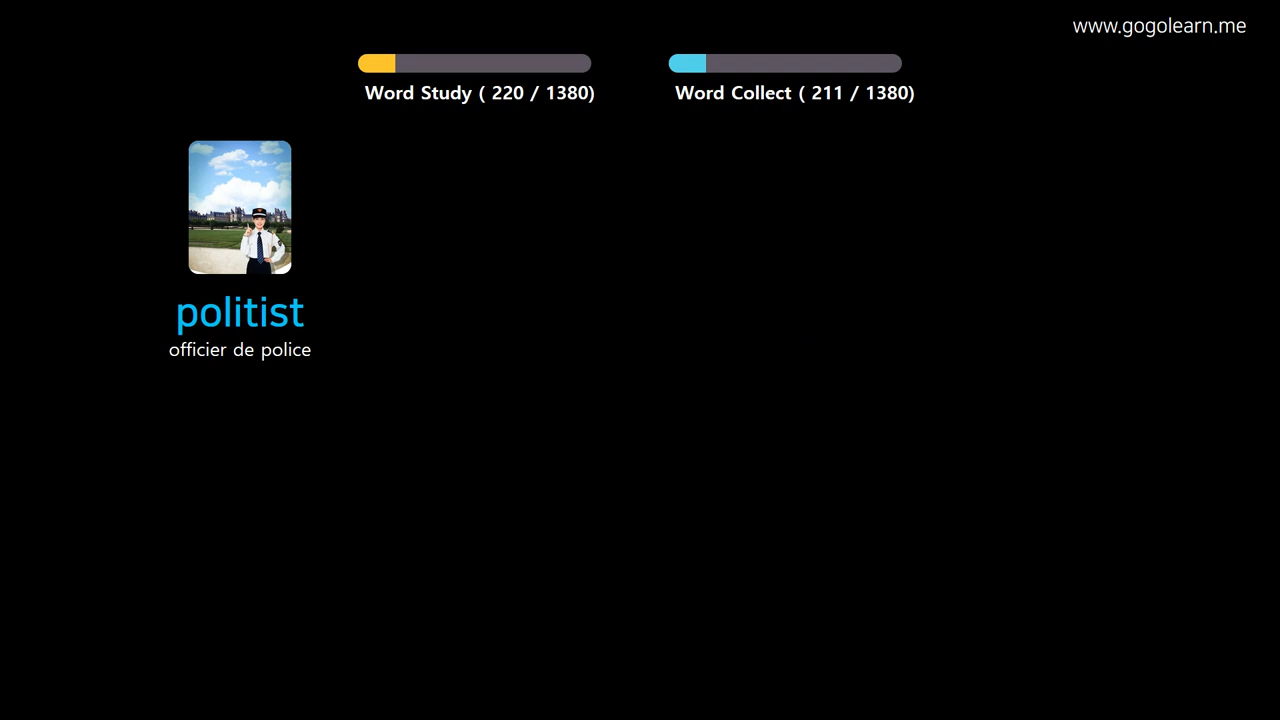 www.gogolearn.me
Word Study ( 220 / 1380)
Word Collect ( 211 / 1380)
politist
officier de police